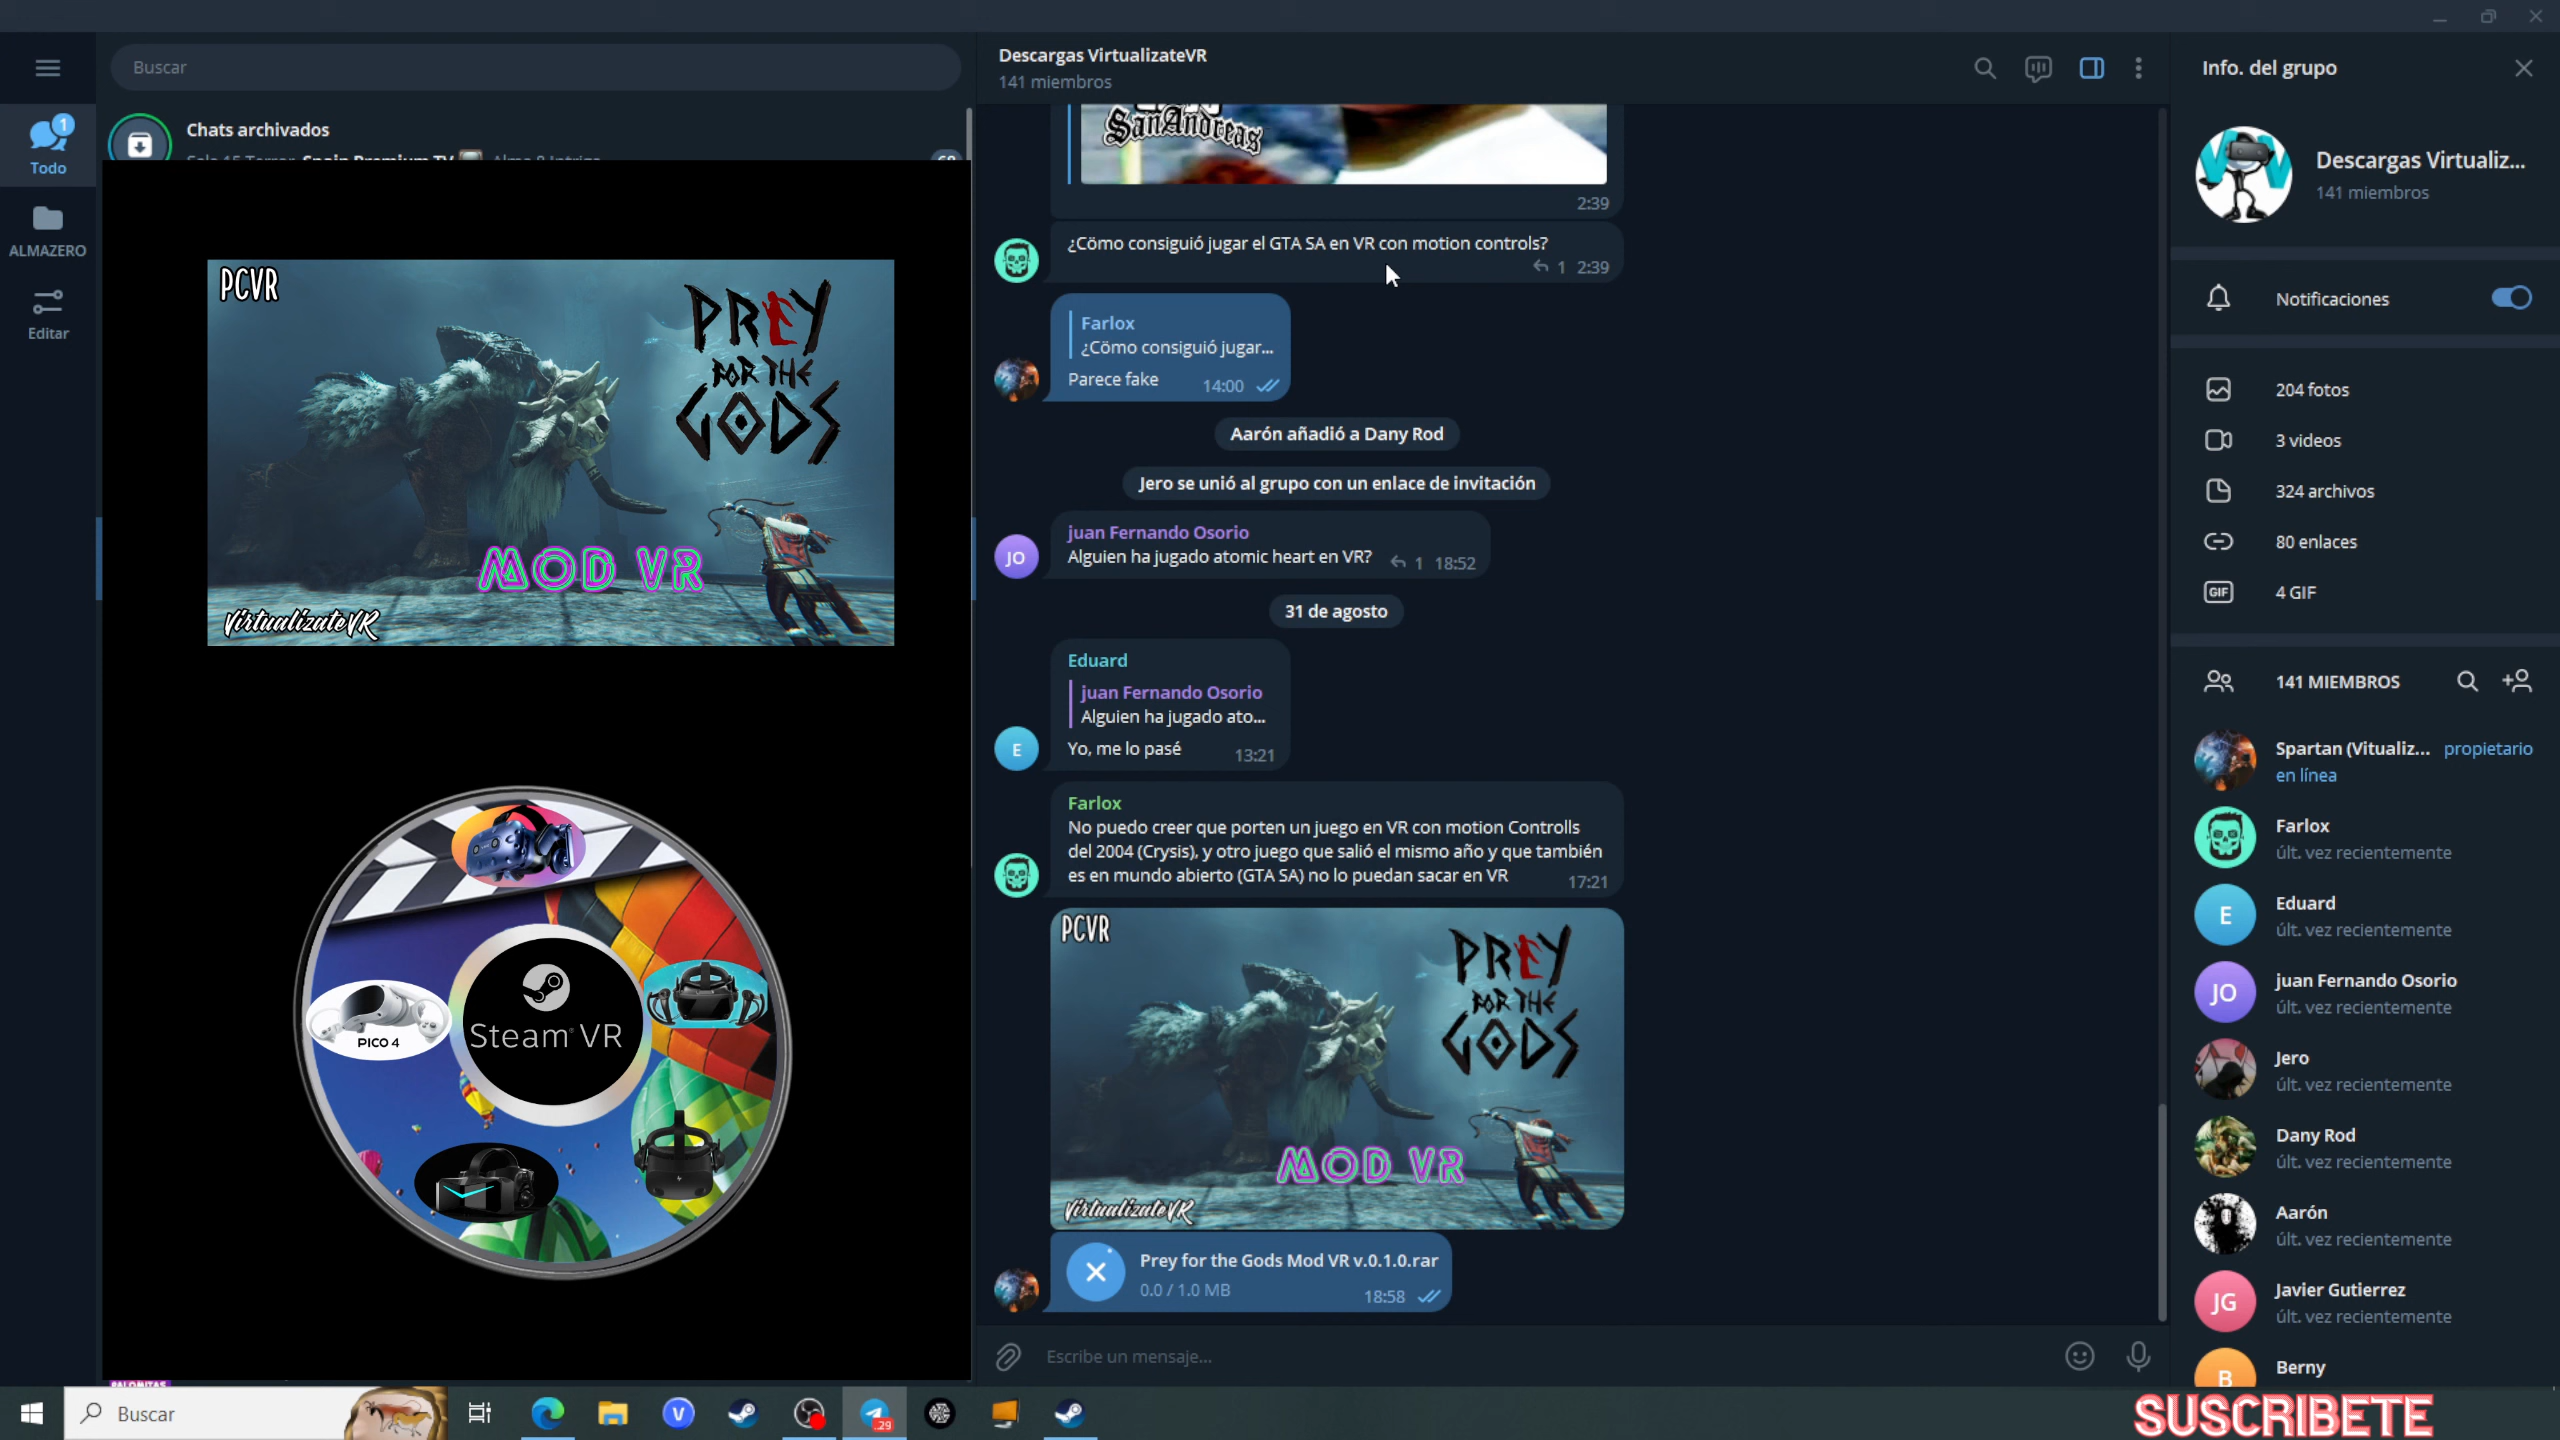 Buscar
Todo
1
ALMAZERO
Editar
Chats archivados
PCVR
PREY
FOR THE
GODS
MOD VR
VirtualizateVR
Steam VR
PICO 4
Descargas VirtualizateVR
141 miembros
San Andreas
2:39
¿Cömo consiguió jugar el GTA SA en VR con motion controls?
1 2:39
Farlox
¿Cömo consiguió jugar...
Parece fake 14:00
Aarón añadió a Dany Rod
Jero se unió al grupo con un enlace de invitación
juan Fernando Osorio
JO
Alguien ha jugado atomic heart en VR? 1 18:52
31 de agosto
Eduard
juan Fernando Osorio
Alguien ha jugado ato...
E
Yo, me lo pasé 13:21
Farlox
No puedo creer que porten un juego en VR con motion Controlls
del 2004 (Crysis), y otro juego que salió el mismo año y que también
es en mundo abierto (GTA SA) no lo puedan sacar en VR 17:21
PCVR
PREY
FOR THE
GODS
MOD VR
VirtualizateVR
Prey for the Gods Mod VR v.0.1.0.rar
0.0 / 1.0 MB 18:58
Escribe un mensaje...
Info. del grupo
Descargas Virtualiz...
141 miembros
Notificaciones
204 fotos
3 videos
324 archivos
80 enlaces
GIF 4 GIF
141 MIEMBROS
Spartan (Vitualiz... propietario
en línea
Farlox
últ. vez recientemente
E
Eduard
últ. vez recientemente
JO
juan Fernando Osorio
últ. vez recientemente
Jero
últ. vez recientemente
Dany Rod
últ. vez recientemente
Aarón
últ. vez recientemente
JG
Javier Gutierrez
últ. vez recientemente
B
Berny
Buscar
V
29
SUSCRIBETE